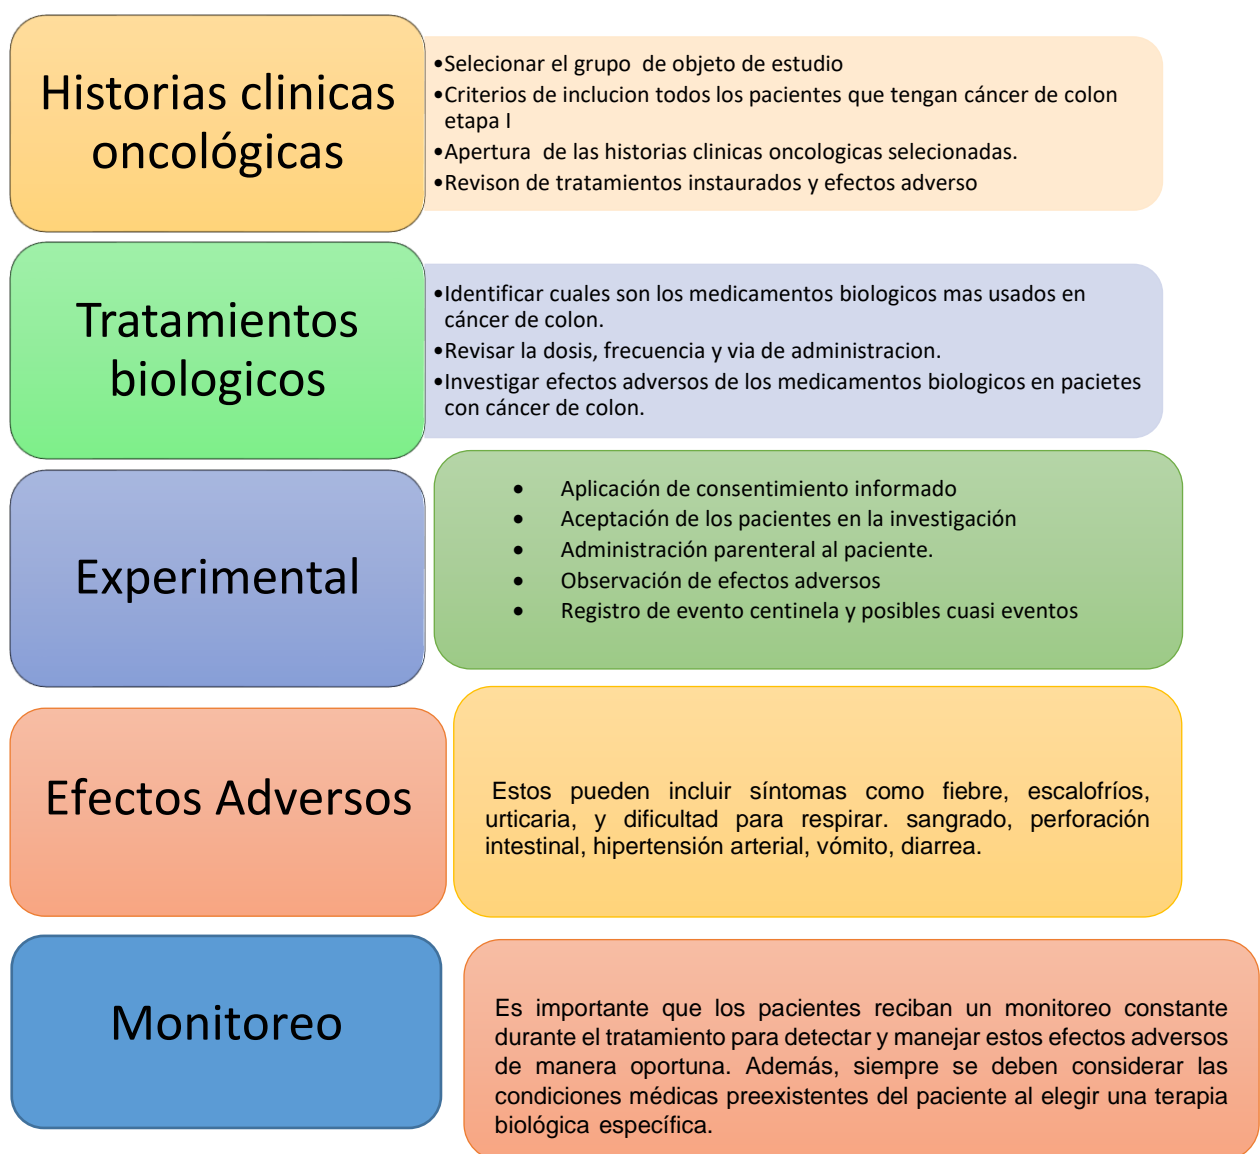 Historias clinicas
oncológicas
•Selecionar el grupo de objeto de estudio
•Criterios de inclucion todos los pacientes que tengan cáncer de colon
etapa I
•Apertura de las historias clinicas oncologicas selecionadas.
•Revison de tratamientos instaurados y efectos adverso
Tratamientos
biologicos
•Identificar cuales son los medicamentos biologicos mas usados en
cáncer de colon.
•Revisar la dosis, frecuencia y via de administracion.
•Investigar efectos adversos de los medicamentos biologicos en pacietes
con cáncer de colon.
Experimental
• Aplicación de consentimiento informado
• Aceptación de los pacientes en la investigación
• Administración parenteral al paciente.
• Observación de efectos adversos
• Registro de evento centinela y posibles cuasi eventos
Efectos Adversos
Estos pueden incluir síntomas como fiebre, escalofríos,
urticaria, y dificultad para respirar. sangrado, perforación
intestinal, hipertensión arterial, vómito, diarrea.
Monitoreo
Es importante que los pacientes reciban un monitoreo constante
durante el tratamiento para detectar y manejar estos efectos adversos
de manera oportuna. Además, siempre se deben considerar las
condiciones médicas preexistentes del paciente al elegir una terapia
biológica específica.